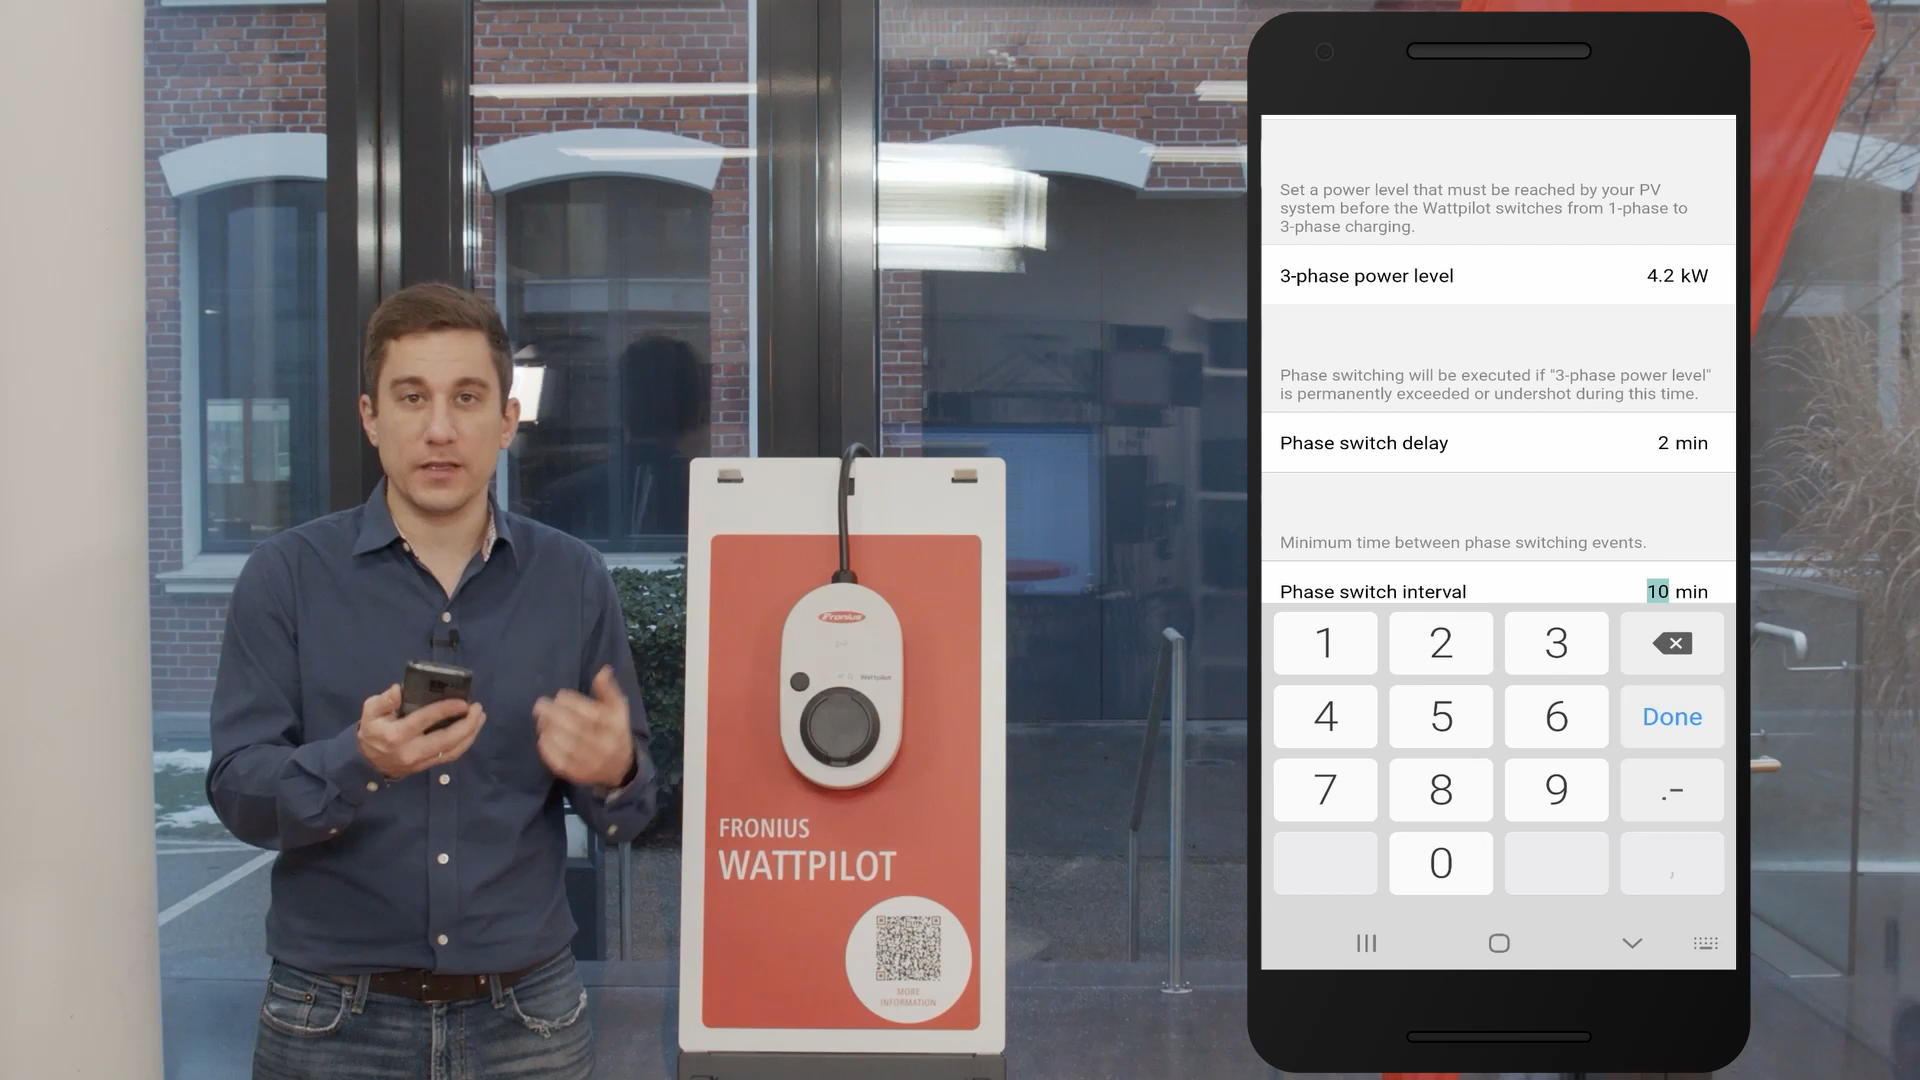 Set a power level that must be reached by your PV
system before the Wattpilot switches from 1-phase to
3-phase charging.
3-phase power level 4.2 kW
Phase switching will be executed if "3-phase power level"
is permanently exceeded or undershot during this time.
Phase switch delay 2 min
Minimum time between phase switching events.
Phase switch interval 10 min
1 2 3
4 5 6 Done
7 8 9 .-
0 ,
Fronius
Wattpilot
FRONIUS
WATTPILOT
MORE
INFORMATION